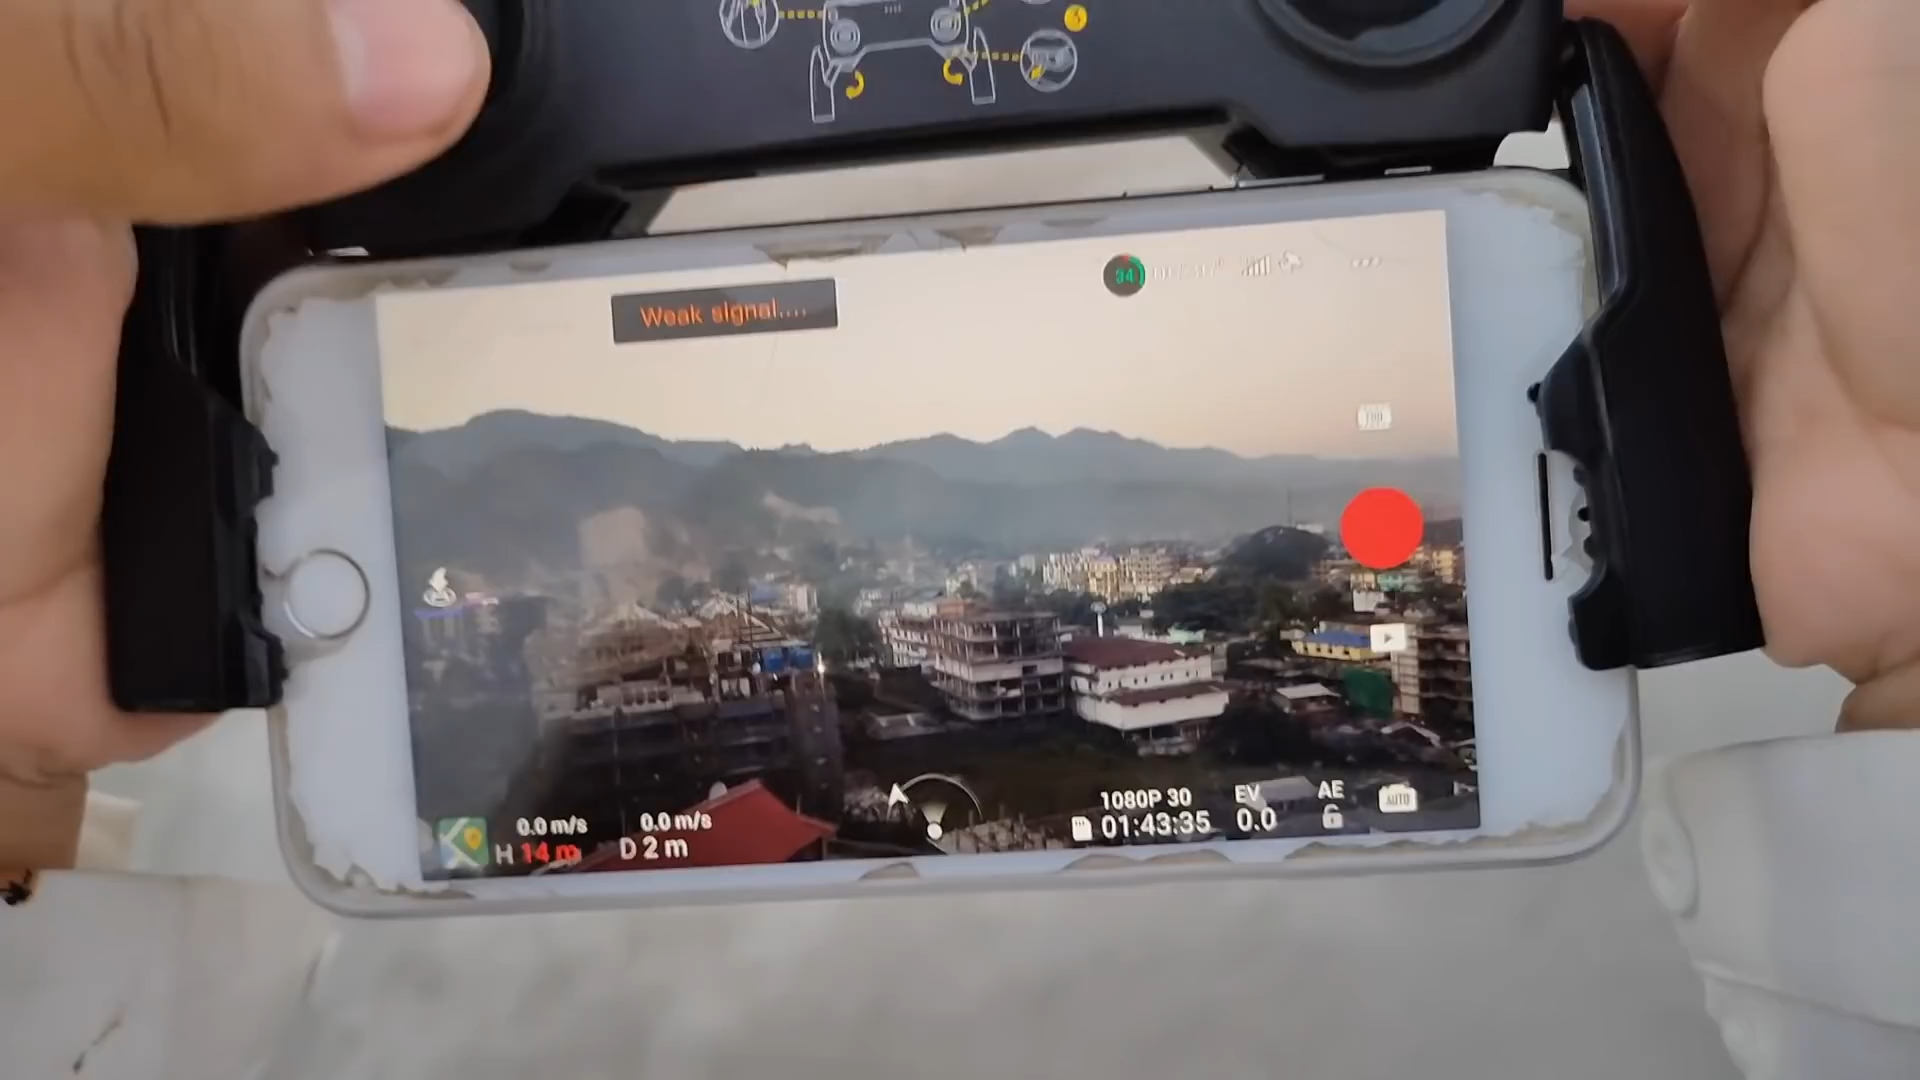 3
34
Weak signal....
0.0 m/s
0.0 m/s
H 14 m
D 2 m
1080P 30
01:43:35
EV
0.0
AE
AUTO